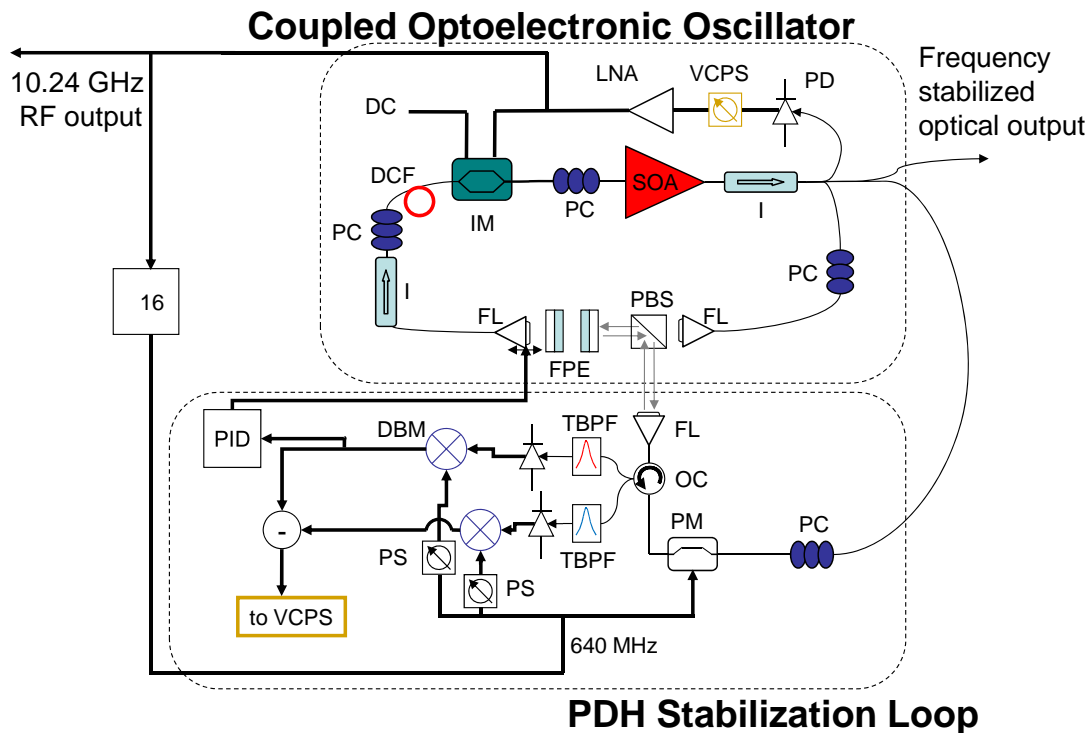 Coupled Optoelectronic Oscillator
10.24 GHz
RF output
Frequency
stabilized
optical output
LNA
VCPS
PD
DC
DCF
IM
PC
SOA
I
PC
I
PC
16
FL
FPE
PBS
FL
PID
DBM
TBPF
FL
OC
-
PS
PS
TBPF
PM
PC
to VCPS
640 MHz
PDH Stabilization Loop